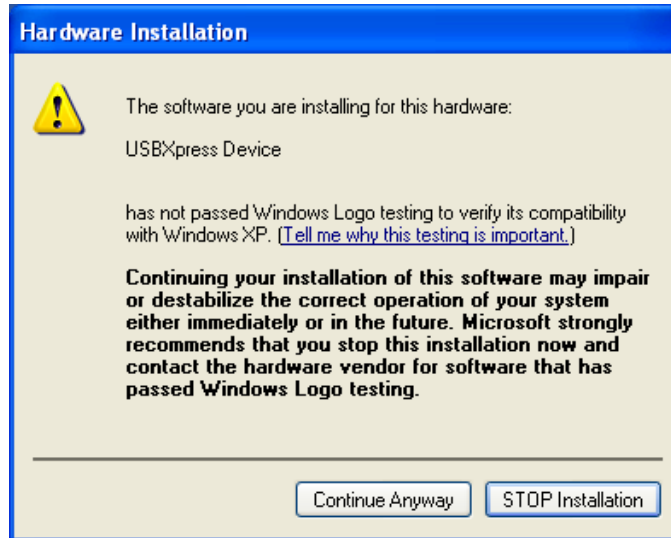 Hardware Installation
The software you are installing for this hardware:
USBXpress Device
has not passed Windows Logo testing to verify its compatibility
with Windows XP. (Tell me why this testing is important.)
Continuing your installation of this software may impair
or destabilize the correct operation of your system
either immediately or in the future. Microsoft strongly
recommends that you stop this installation now and
contact the hardware vendor for software that has
passed Windows Logo testing.
Continue Anyway STOP Installation